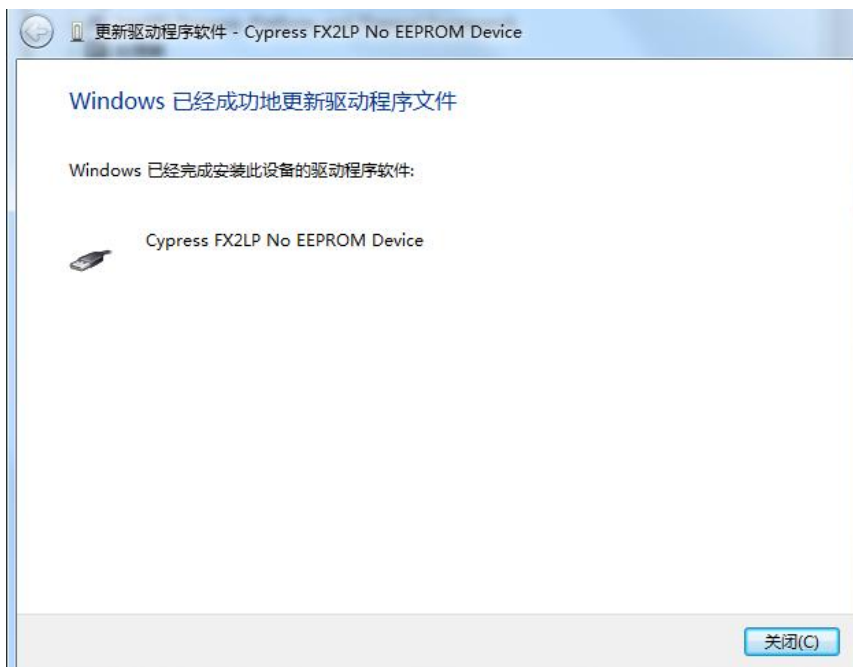 更新驱动程序软件 - Cypress FX2LP No EEPROM Device
Windows 已经成功地更新驱动程序文件
Windows 已经完成安装此设备的驱动程序软件:
Cypress FX2LP No EEPROM Device
关闭(C)